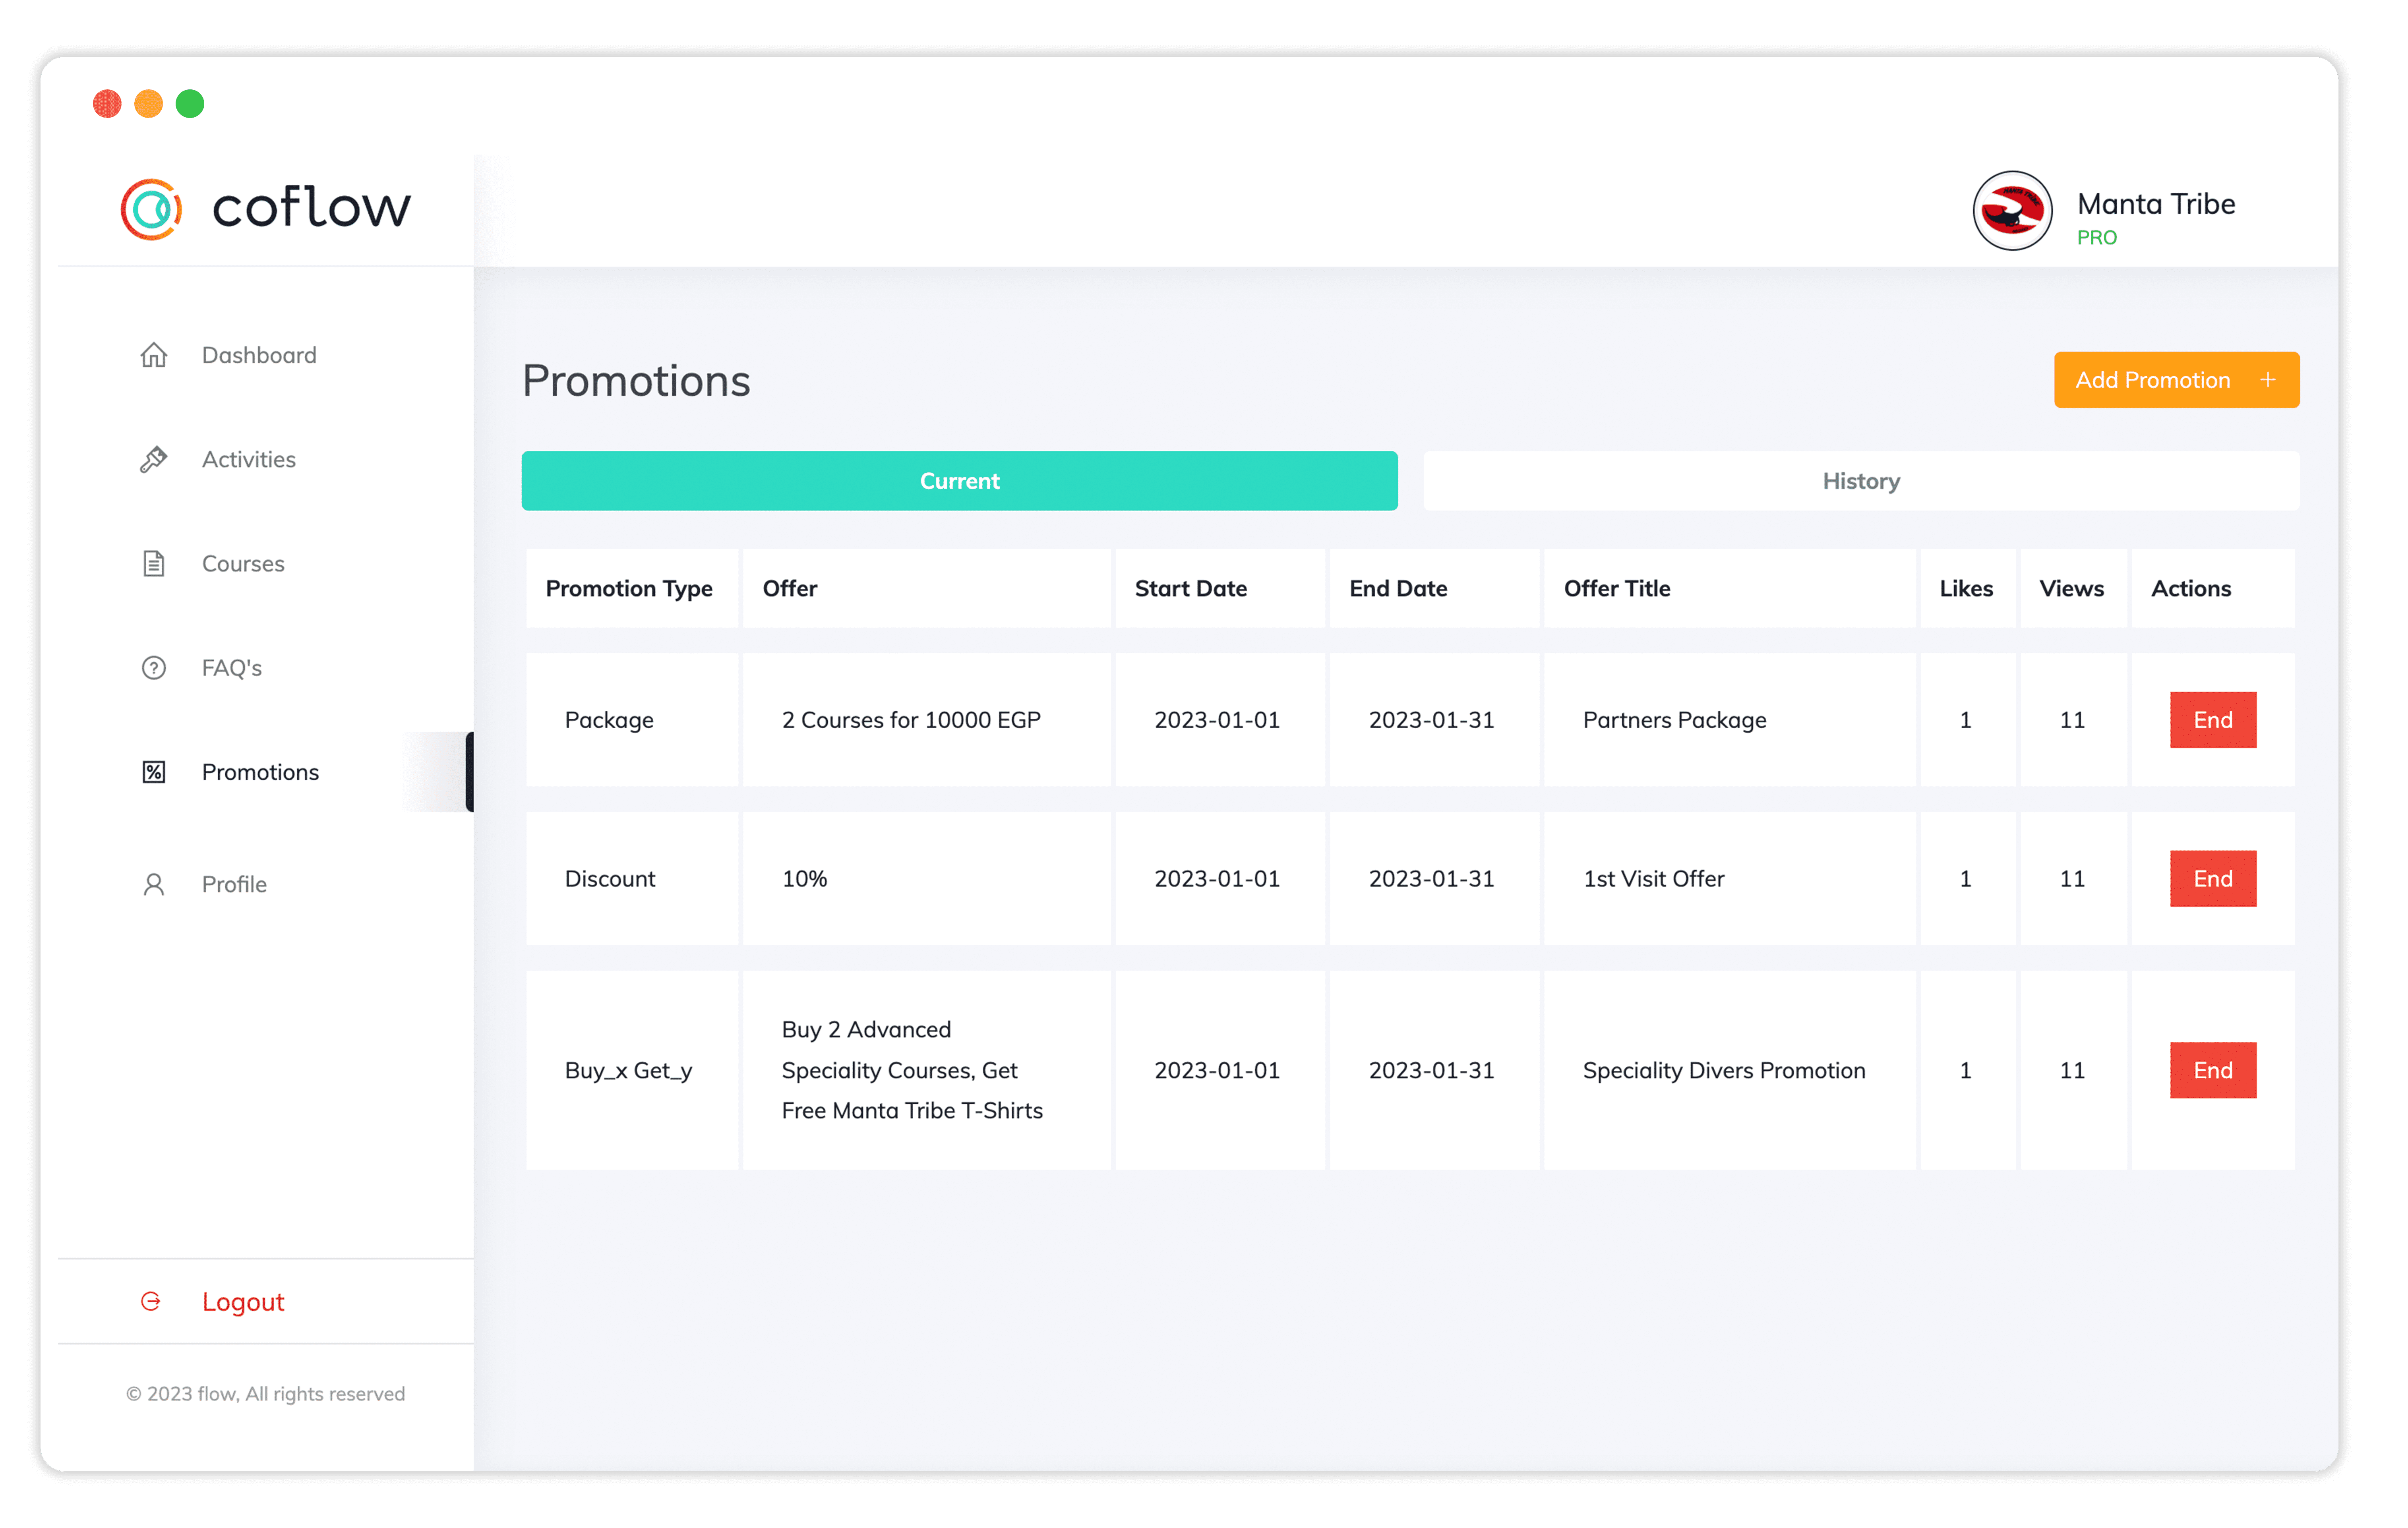 coflow
Manta Tribe
PRO
Dashboard
Activities
Courses
FAQ's
Promotions
Profile
Logout
© 2023 flow, All rights reserved
Promotions
Add Promotion +
Current
History
Promotion Type Offer Start Date End Date Offer Title Likes Views Actions
Package 2 Courses for 10000 EGP 2023-01-01 2023-01-31 Partners Package 1 11 End
Discount 10% 2023-01-01 2023-01-31 1st Visit Offer 1 11 End
Buy 2 Advanced
Buy_x Get_y Speciality Courses, Get 2023-01-01 2023-01-31 Speciality Divers Promotion 1 11 End
Free Manta Tribe T-Shirts